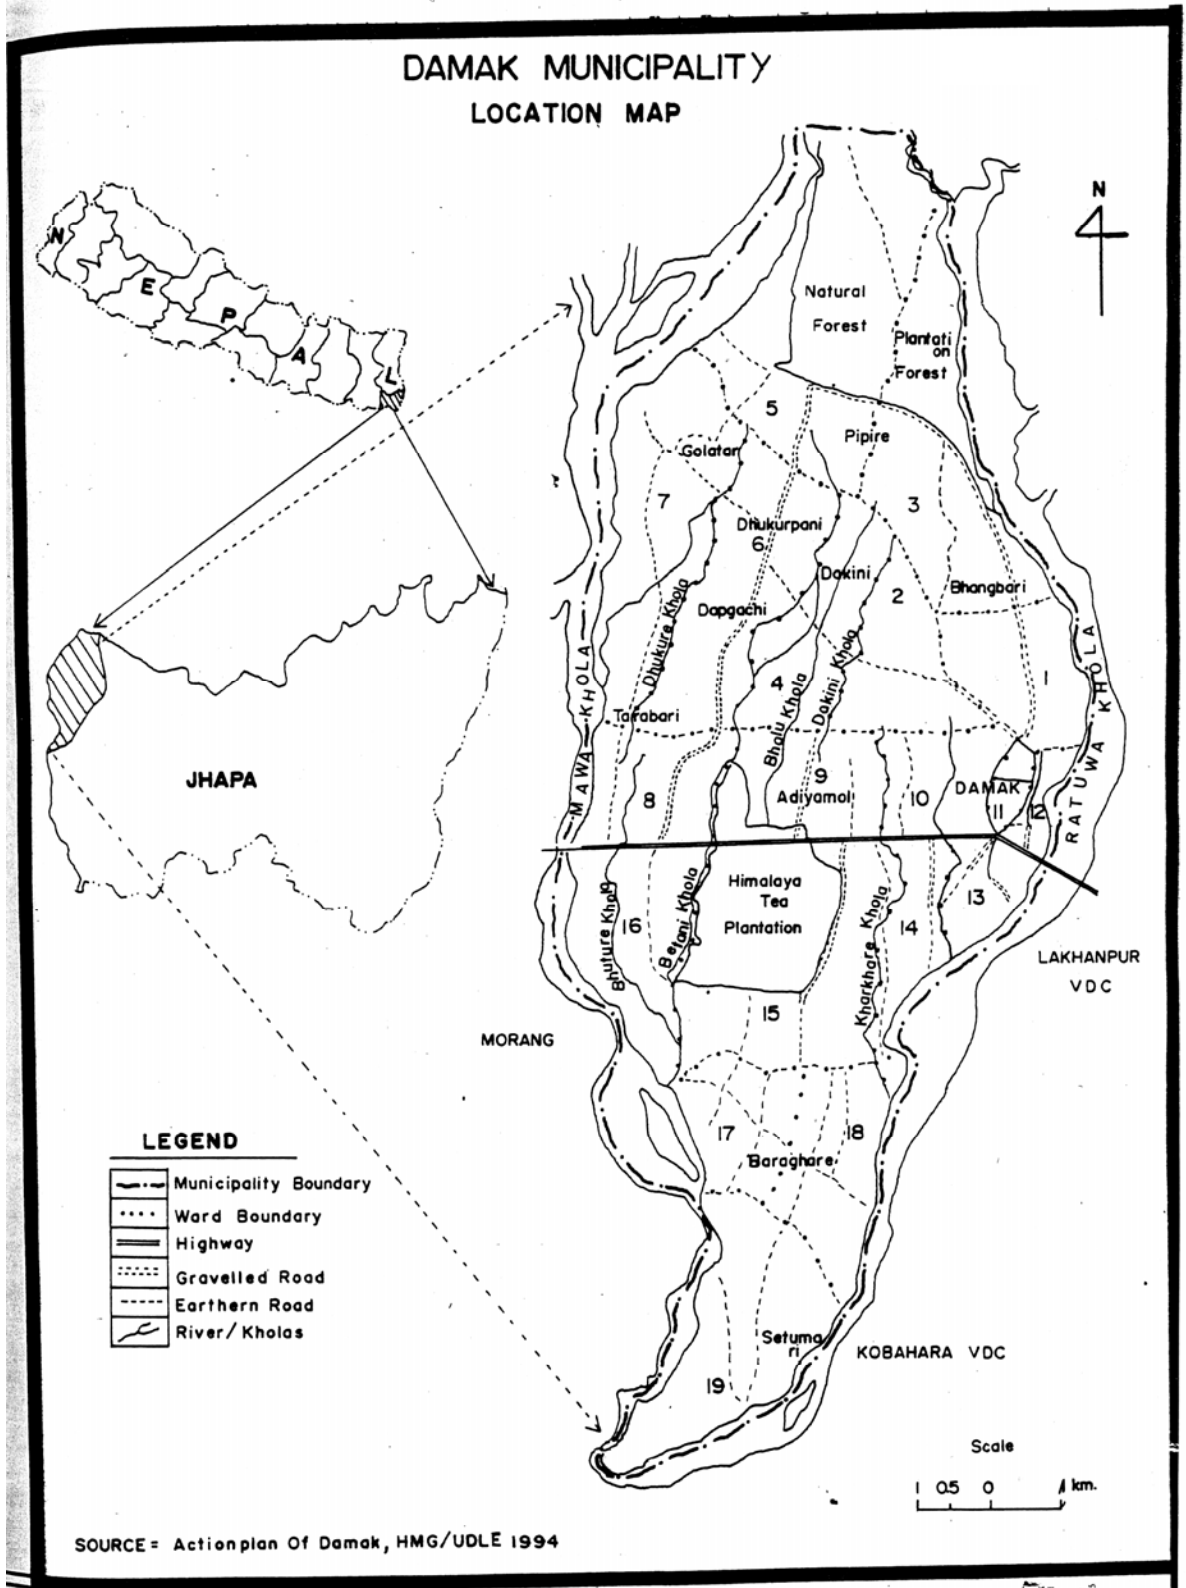 DAMAK MUNICIPALITY
LOCATION MAP
N
N
E
P
A
L
Natural
Forest
Plantati
on
Forest
5
Pipire
Golatar
7
3
Dhukurpani
6
Dakini
2
Bhangbari
Dapgachi
Dhukure Khola
MAWA KHOLA
RATUWA KHOLA
1
4
Bhalu Khola
Dakini Khola
Tarabari
JHAPA
8
9
Adiyamol
10
DAMAK
11
12
Himalaya
Tea
Plantation
Betani Khola
Bhuture Khola
16
Kharkhare Khola
14
13
LAKHANPUR
VDC
15
MORANG
17
18
Baraghare
LEGEND
Municipality Boundary
Ward Boundary
Highway
Gravelled Road
Earthern Road
River/Kholas
Setuma
ri
KOBAHARA VDC
19
Scale
1 0.5 0 1 km.
SOURCE = Actionplan Of Damak, HMG/UDLE 1994